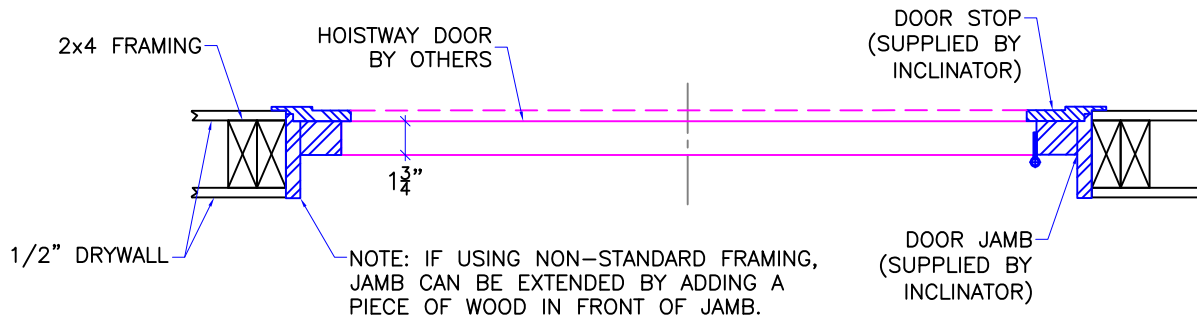 2x4 FRAMING
HOISTWAY DOOR
BY OTHERS
DOOR STOP
(SUPPLIED BY
INCLINATOR)
1 3/4"
1/2" DRYWALL
NOTE: IF USING NON-STANDARD FRAMING,
JAMB CAN BE EXTENDED BY ADDING A
PIECE OF WOOD IN FRONT OF JAMB.
DOOR JAMB
(SUPPLIED BY
INCLINATOR)